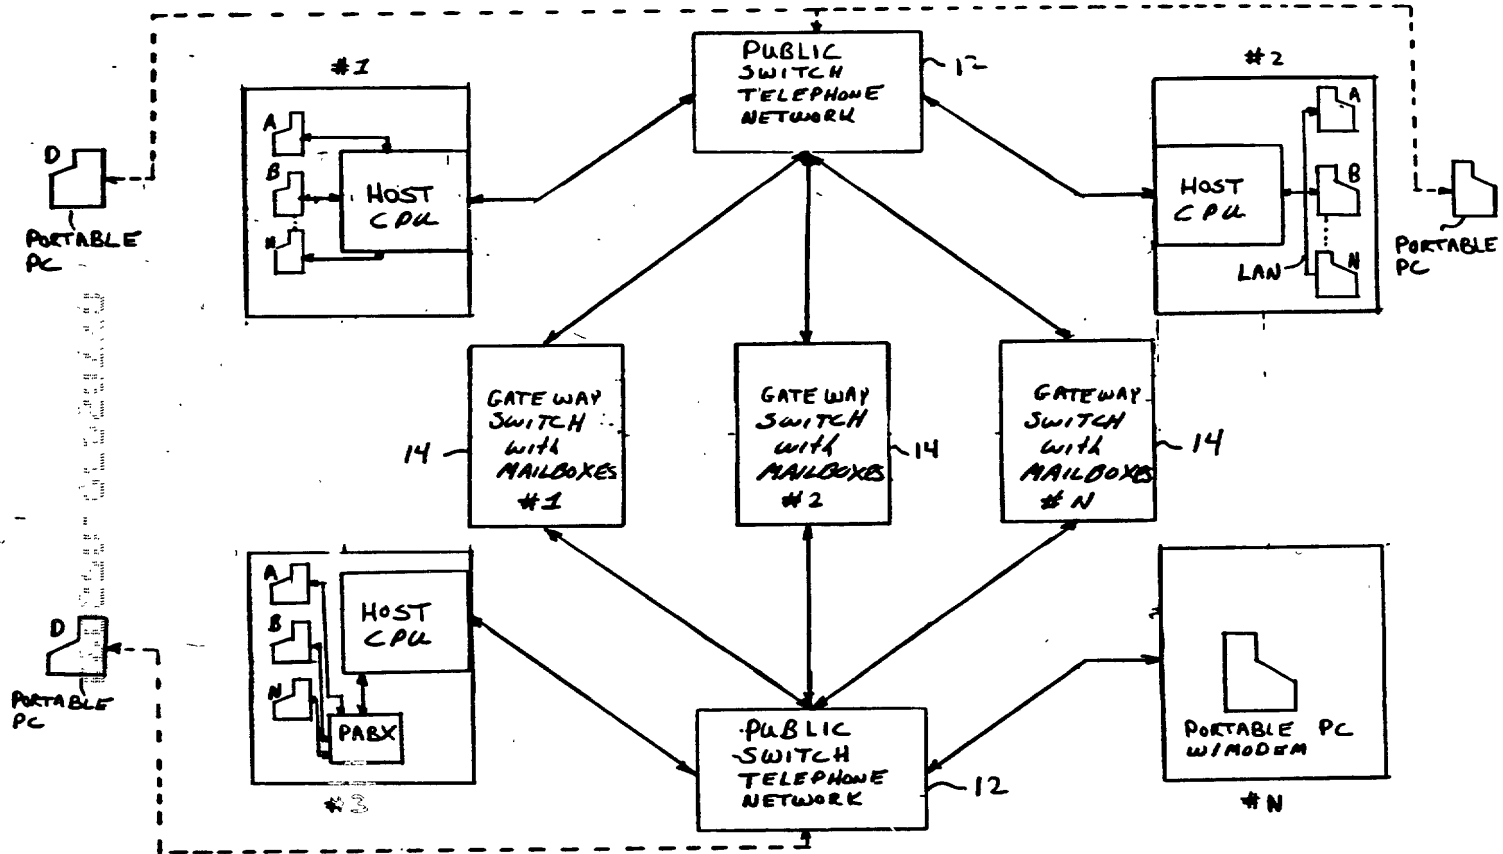 #1
PUBLIC
SWITCH
TELEPHONE
NETWORK
12
#2
A
B
N
HOST
CPU
D
PORTABLE
PC
HOST
CPU
A
B
N
LAN
PORTABLE
PC
GATEWAY
SWITCH
with
MAILBOXES
#1
14
GATEWAY
SWITCH
with
MAILBOXES
#2
14
GATEWAY
SWITCH
with
MAILBOXES
#N
14
D
PORTABLE
PC
A
B
N
HOST
CPU
PABX
#3
PUBLIC
SWITCH
TELEPHONE
NETWORK
12
PORTABLE PC
W/MODEM
#N